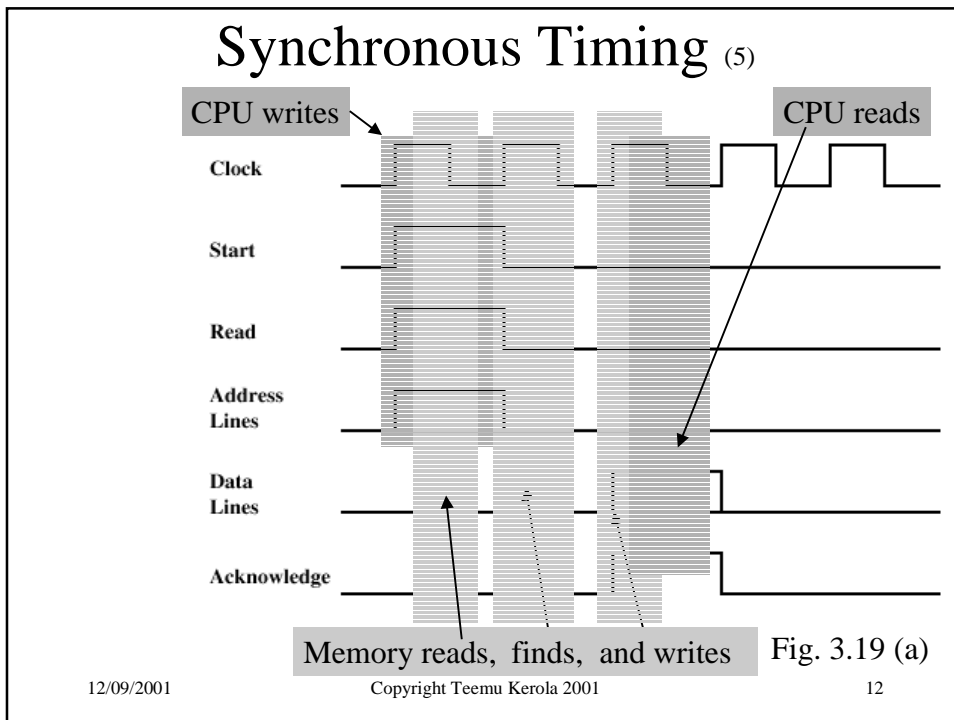 Synchronous Timing (5)
CPU writes
CPU reads
Clock
Start
Read
Address
Lines
Data
Lines
Acknowledge
Memory reads, finds, and writes
Fig. 3.19 (a)
12/09/2001
Copyright Teemu Kerola 2001
12